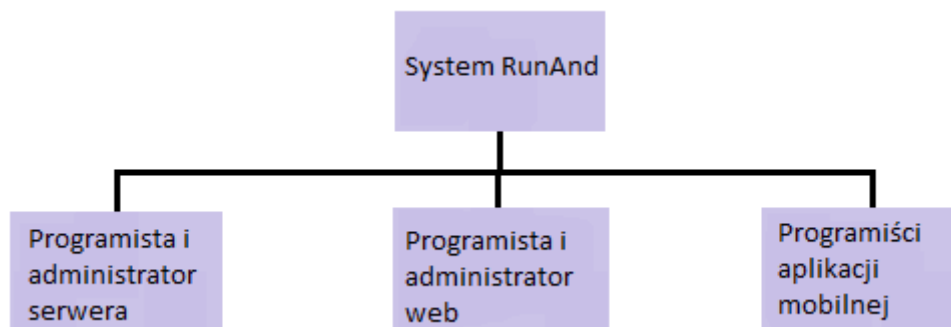 System RunAnd
Programista i
administrator
serwera
Programista i
administrator
web
Programiści
aplikacji
mobilnej